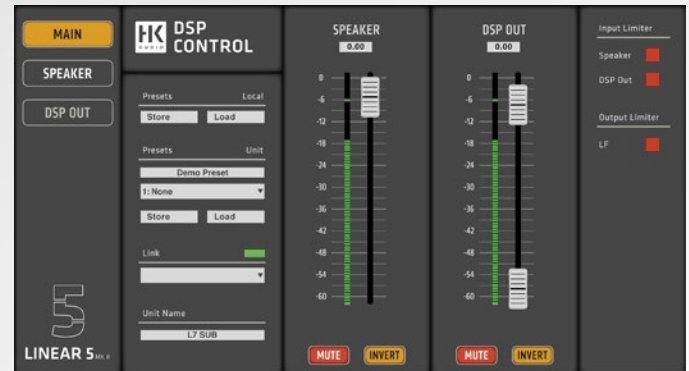 MAIN
SPEAKER
DSP OUT
LINEAR 5 MK II
HK
AUDIO
DSP
CONTROL
Presets Local
Store Load
Presets Unit
Demo Preset
1: None
Store Load
Link
Unit Name
L7 SUB
SPEAKER
0.00
0
-6
-12
-18
-24
-30
-36
-42
-48
-54
-60
MUTE INVERT
DSP OUT
0.00
0
-6
-12
-18
-24
-30
-36
-42
-48
-54
-60
MUTE INVERT
Input Limiter
Speaker
DSP Out
Output Limiter
LF